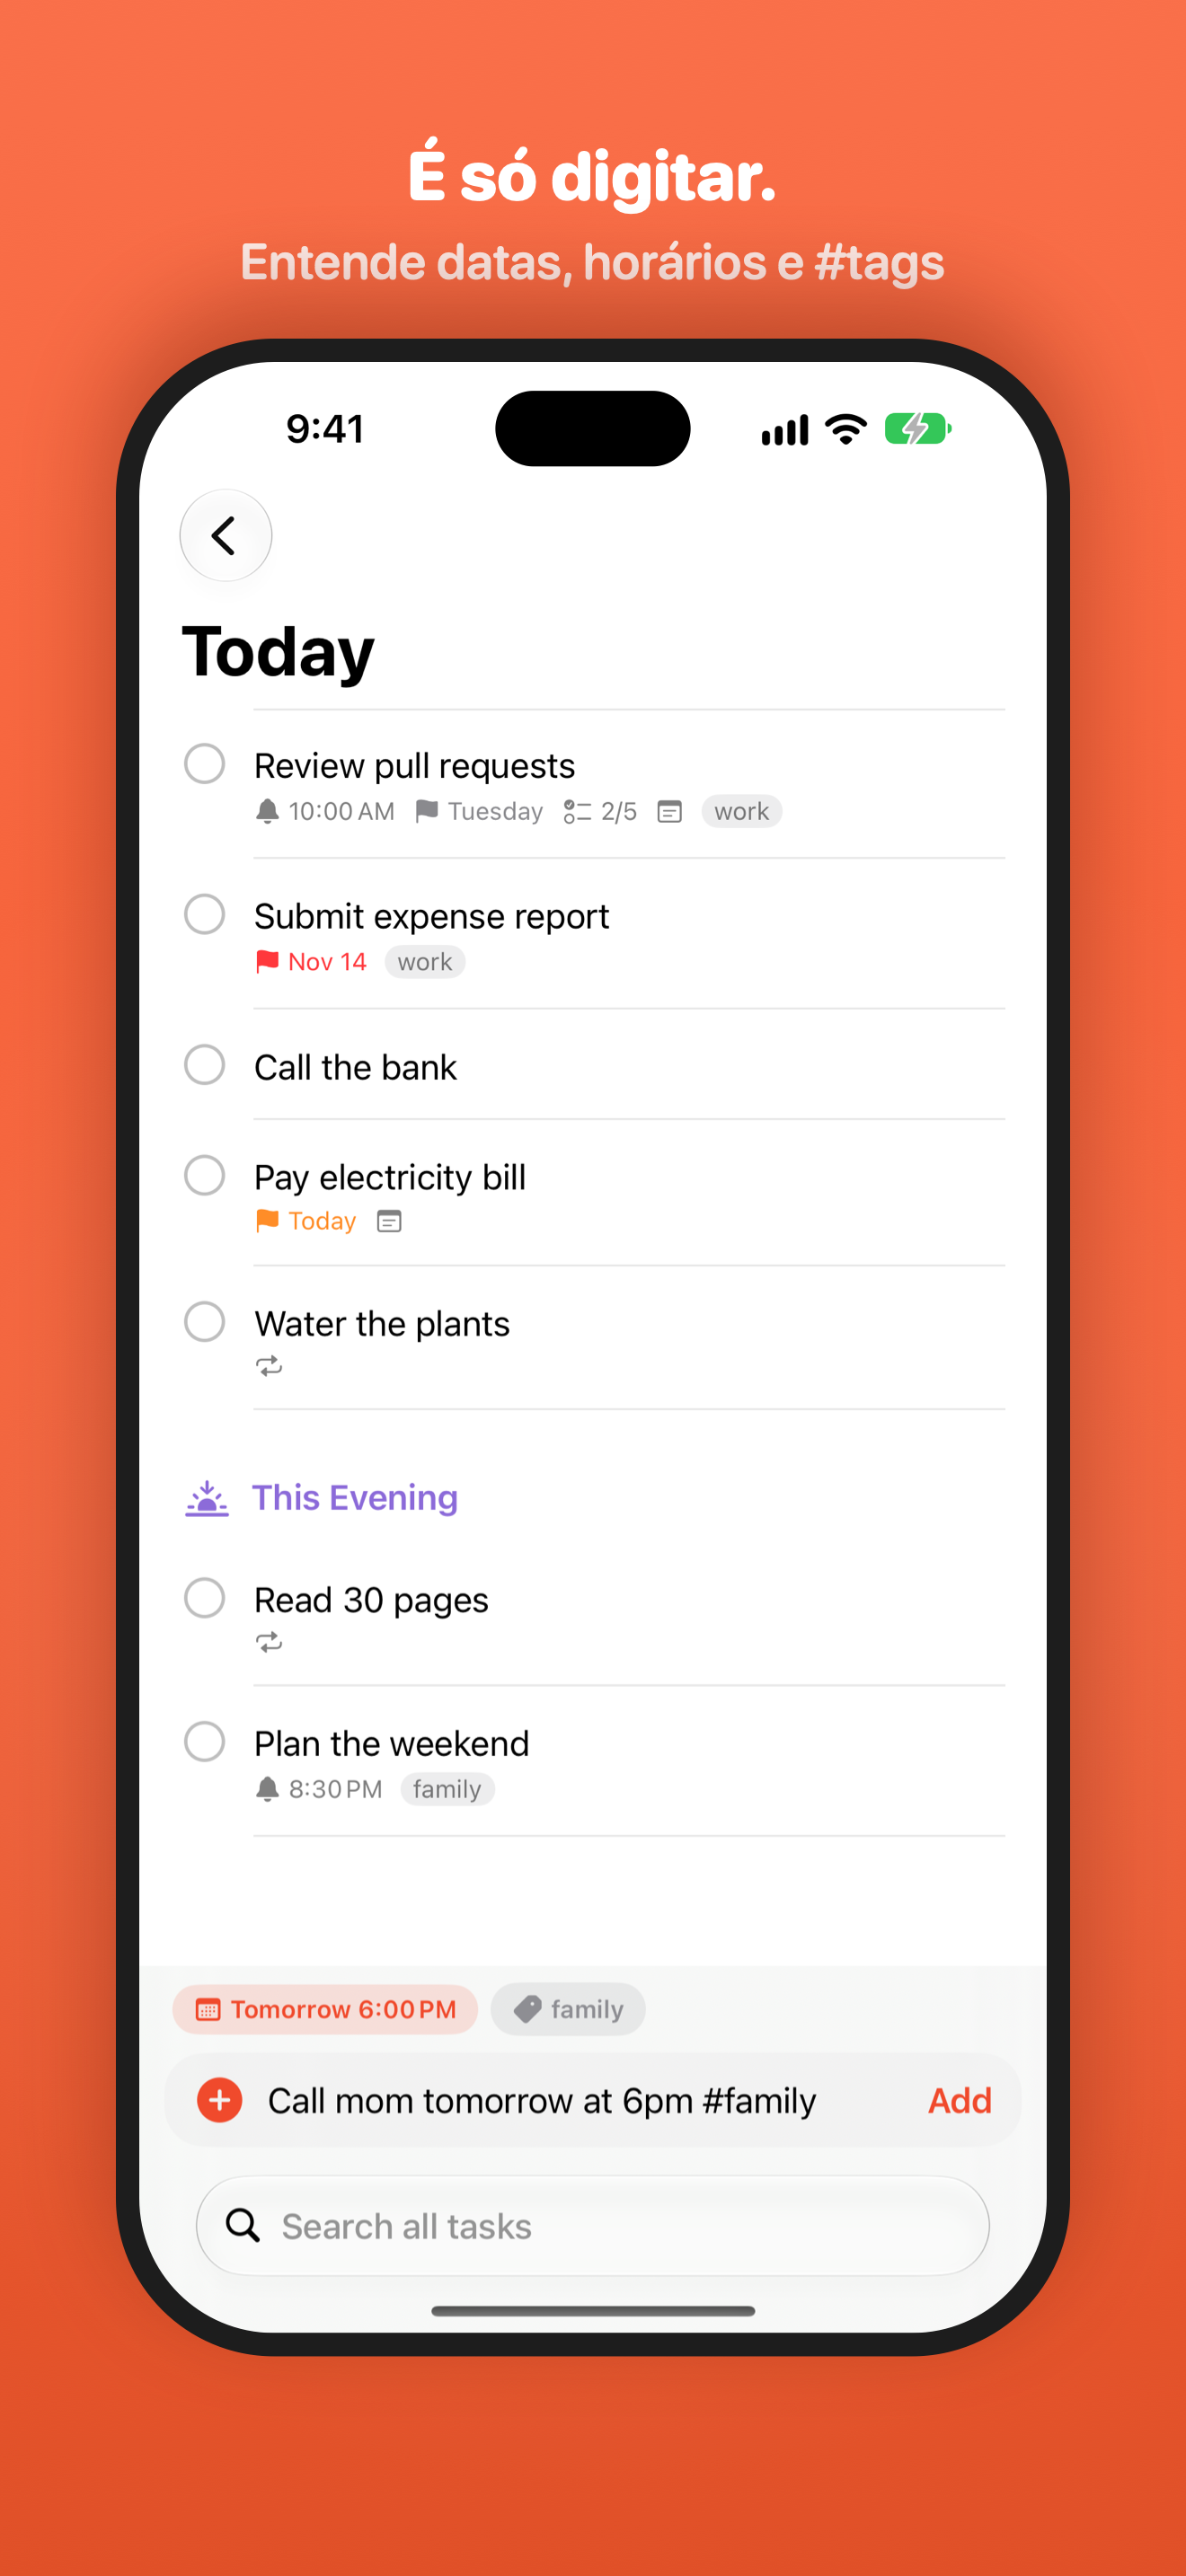 É só digitar.
Entende datas, horários e #tags
9:41
Today
Review pull requests
10:00 AM Tuesday 2/5 work
Submit expense report
Nov 14 work
Call the bank
Pay electricity bill
Today
Water the plants
This Evening
Read 30 pages
Plan the weekend
8:30 PM family
Tomorrow 6:00 PM family
Call mom tomorrow at 6pm #family Add
Search all tasks